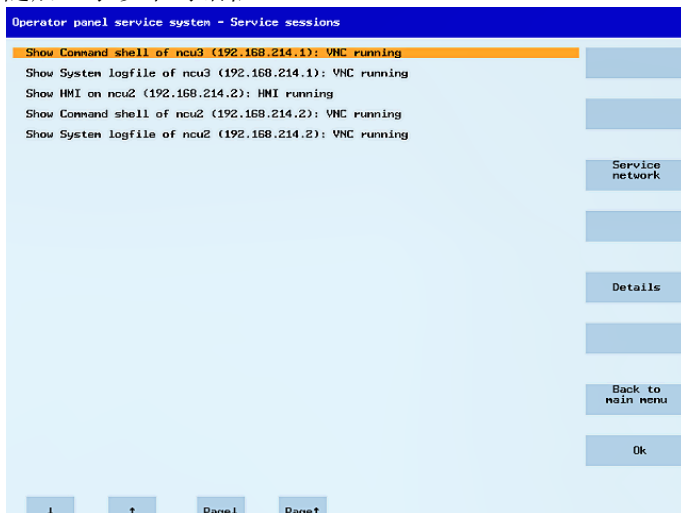 Operator panel service system - Service sessions
Show Command shell of ncu3 (192.168.214.1): VNC running
Show System logfile of ncu3 (192.168.214.1): VNC running
Show HMI on ncu2 (192.168.214.2): HMI running
Show Command shell of ncu2 (192.168.214.2): VNC running
Show System logfile of ncu2 (192.168.214.2): VNC running
Service
network
Details
Back to
main menu
Ok
↓ ↑ Page↓ Page↑